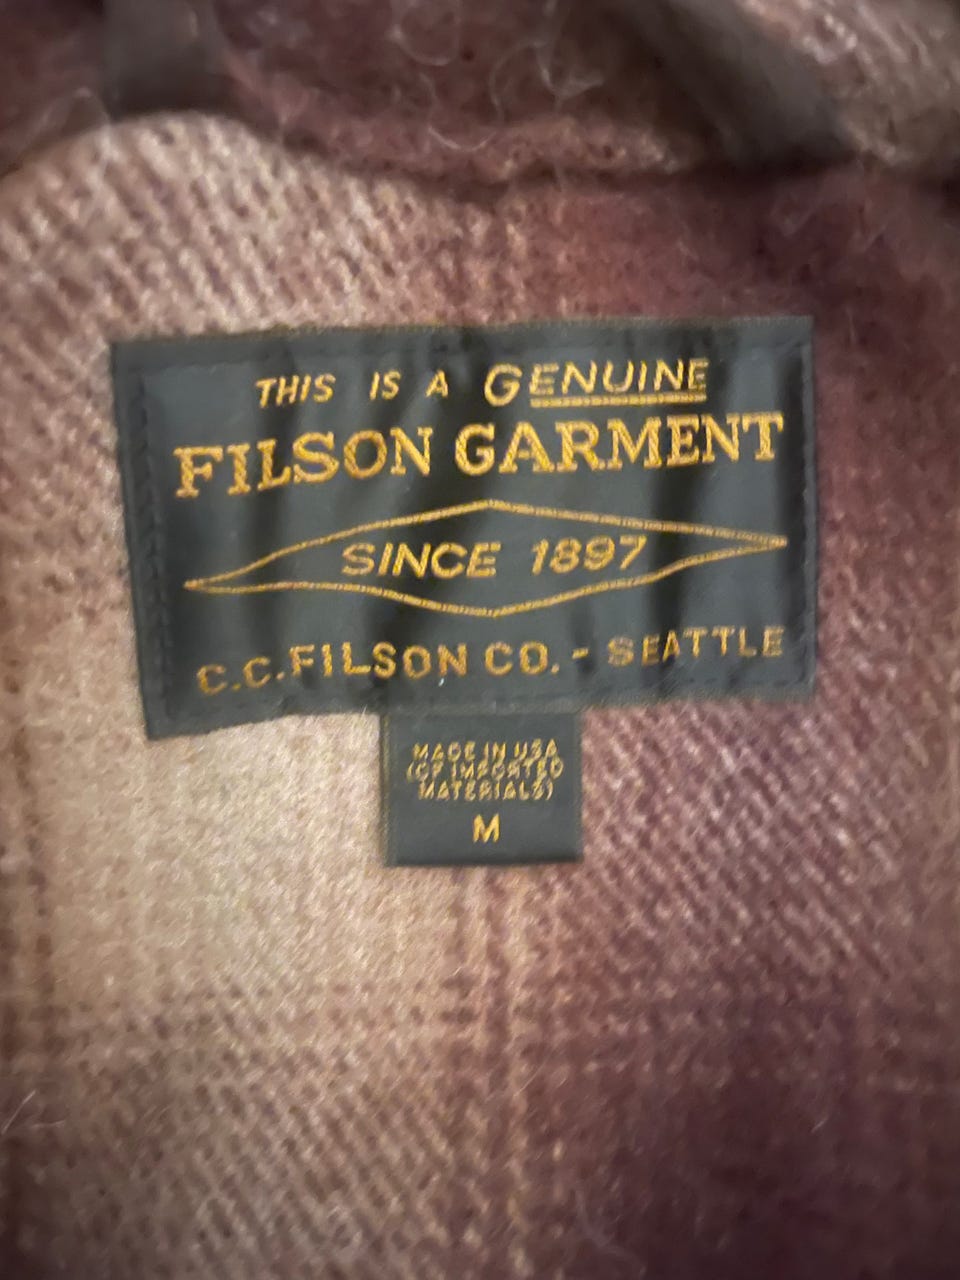 THIS IS A GENUINE
FILSON GARMENT
SINCE 1897
C.C.FILSON CO. - SEATTLE
MADE IN USA
(OF IMPORTED
MATERIALS)
M